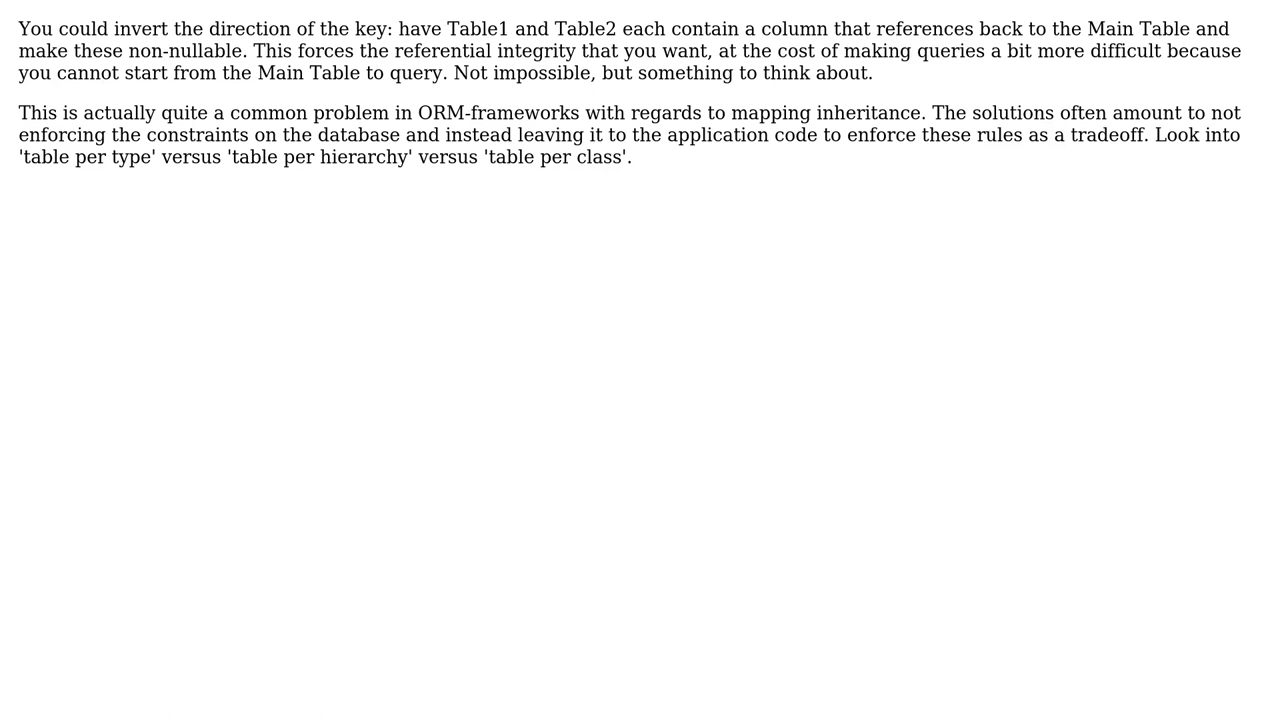 You could invert the direction of the key: have Table1 and Table2 each contain a column that references back to the Main Table and
make these non-nullable. This forces the referential integrity that you want, at the cost of making queries a bit more difficult because
you cannot start from the Main Table to query. Not impossible, but something to think about.
This is actually quite a common problem in ORM-frameworks with regards to mapping inheritance. The solutions often amount to not
enforcing the constraints on the database and instead leaving it to the application code to enforce these rules as a tradeoff. Look into
'table per type' versus 'table per hierarchy' versus 'table per class'.